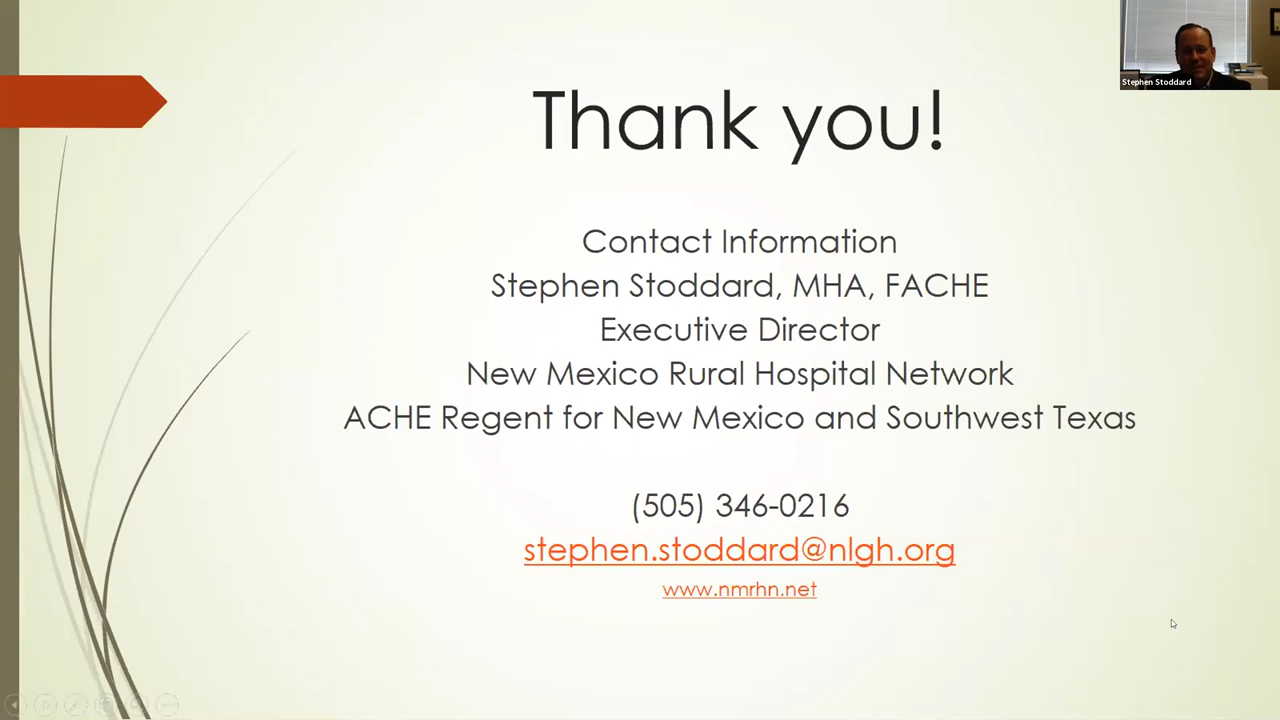 Stephen Stoddard
Thank you!
Contact Information
Stephen Stoddard, MHA, FACHE
Executive Director
New Mexico Rural Hospital Network
ACHE Regent for New Mexico and Southwest Texas
(505) 346-0216
stephen.stoddard@nlgh.org
www.nmrhn.net